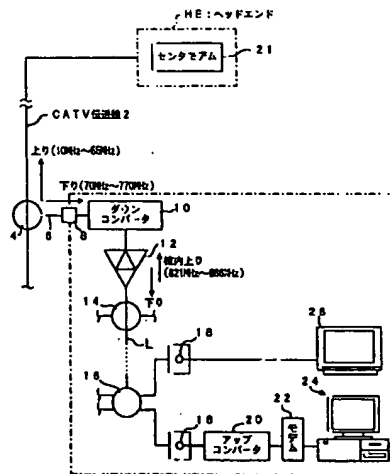 HE:ヘッドエンド
センタモデム
21
CATV伝送線2
上り(10MHz~65MHz)
下り(70MHz~770MHz)
4
6
8
ダウン
コンバータ
10
12
棟内上り
(821MHz~866MHz)
下り
14
L
16
18
26
24
22
18
アップ
コンバータ
20
モデム